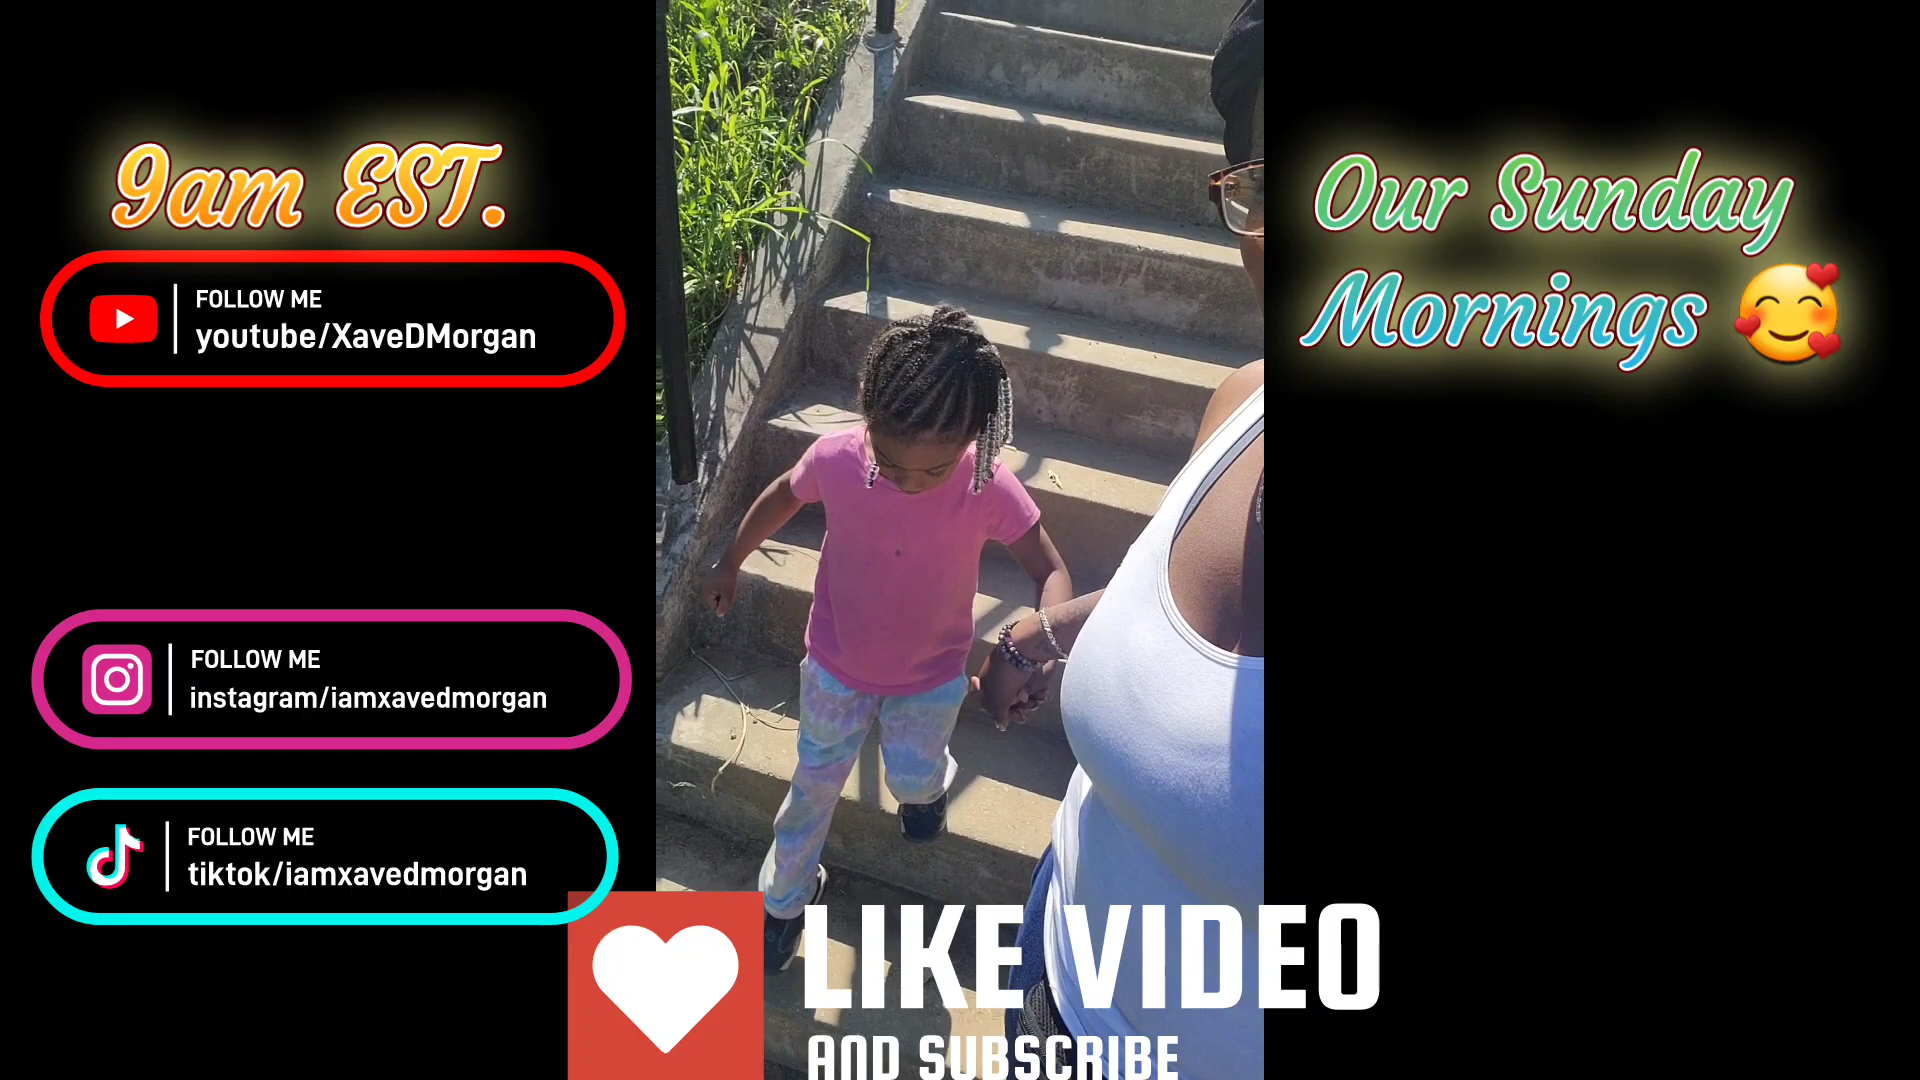 9am EST.
FOLLOW ME
youtube/XaveDMorgan
FOLLOW ME
instagram/iamxavedmorgan
FOLLOW ME
tiktok/iamxavedmorgan
Our Sunday
Mornings 🥰
LIKE VIDEO
AND SUBSCRIBE